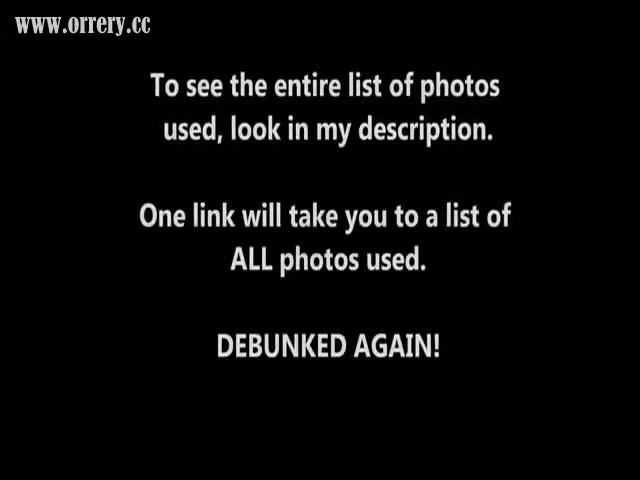 www.orrery.cc
To see the entire list of photos
used, look in my description.
One link will take you to a list of
ALL photos used.
DEBUNKED AGAIN!